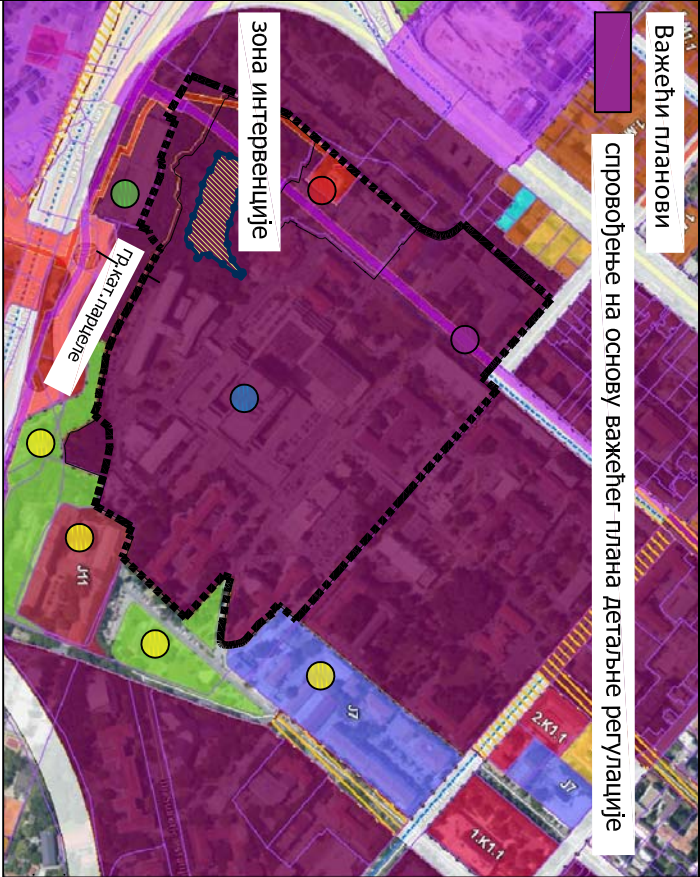 Важећи планови
спровођење на основу важећег плана детаљне регулације
зона интервенције
гр.кат.парцеле
J11
J7
2.K1.1
J7
1.K1.1